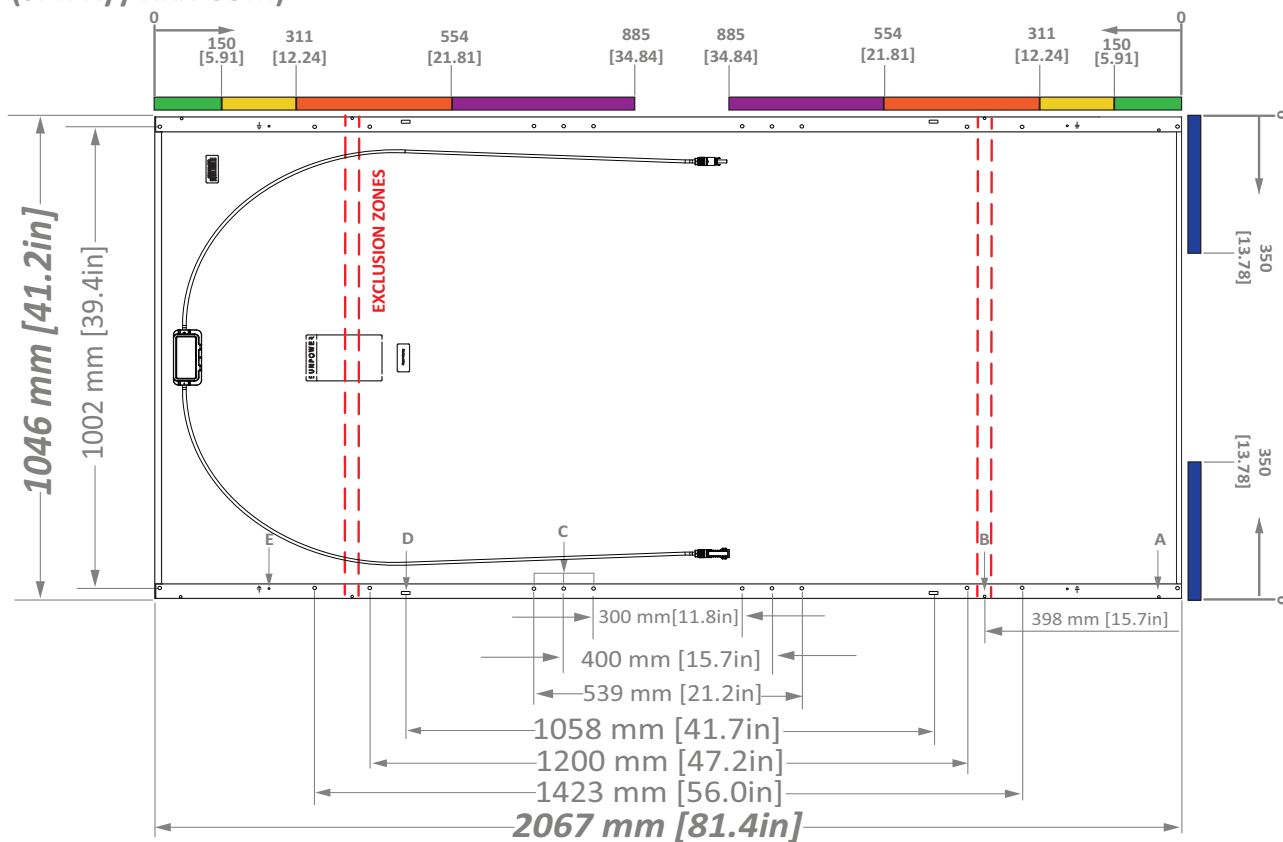 0
150
[5.91]
311
[12.24]
554
[21.81]
885
[34.84]
885
[34.84]
554
[21.81]
311
[12.24]
150
[5.91]
0
0
350
[13.78]
350
[13.78]
0
1046 mm [41.2in]
1002 mm [39.4in]
EXCLUSION ZONES
SUNPOWER
E
D
C
B
A
300 mm[11.8in]
398 mm [15.7in]
400 mm [15.7in]
539 mm [21.2in]
1058 mm [41.7in]
1200 mm [47.2in]
1423 mm [56.0in]
2067 mm [81.4in]